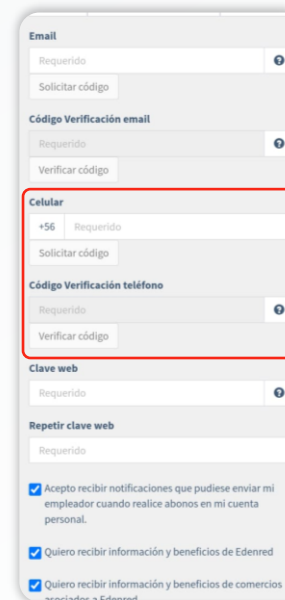 Email
Requerido
Solicitar código
Código Verificación email
Requerido
Verificar código
Celular
+56 Requerido
Solicitar código
Código Verificación teléfono
Requerido
Verificar código
Clave web
Requerido
Repetir clave web
Requerido
Acepto recibir notificaciones que pudiese enviar mi
empleador cuando realice abonos en mi cuenta
personal.
Quiero recibir información y beneficios de Edenred
Quiero recibir información y beneficios de comercios
asociados a Edenred